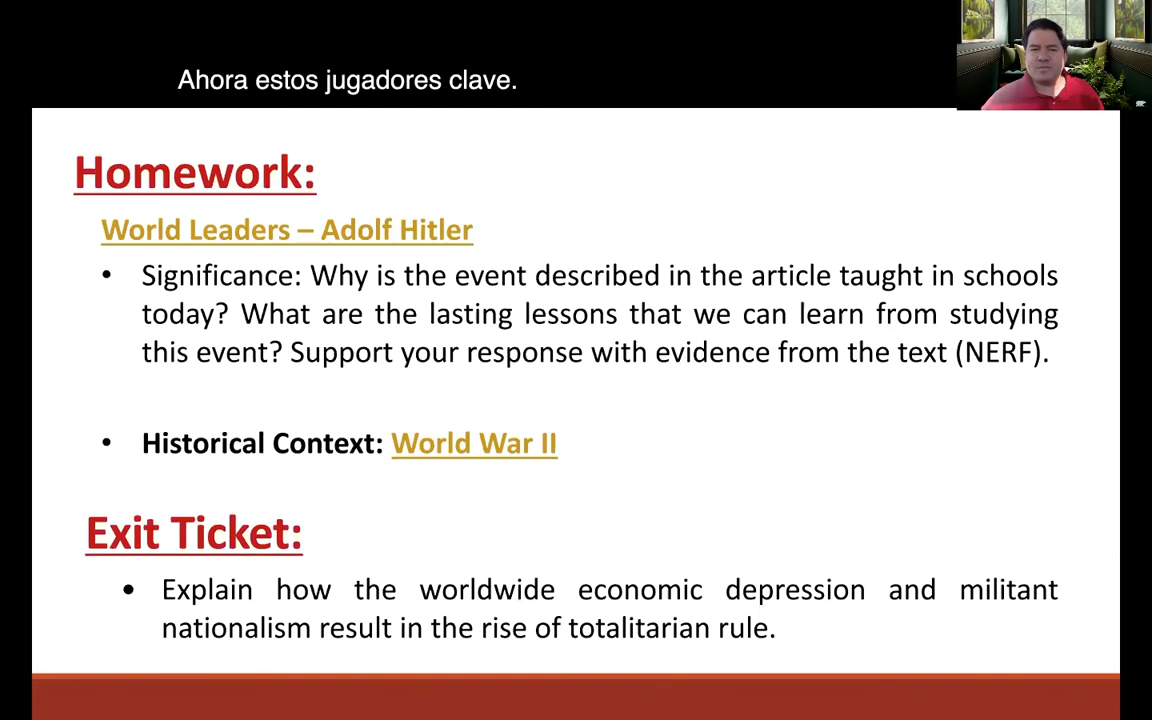 Ahora estos jugadores clave.
Homework:
World Leaders – Adolf Hitler
• Significance: Why is the event described in the article taught in schools
today? What are the lasting lessons that we can learn from studying
this event? Support your response with evidence from the text (NERF).
• Historical Context: World War II
Exit Ticket:
• Explain how the worldwide economic depression and militant
nationalism result in the rise of totalitarian rule.